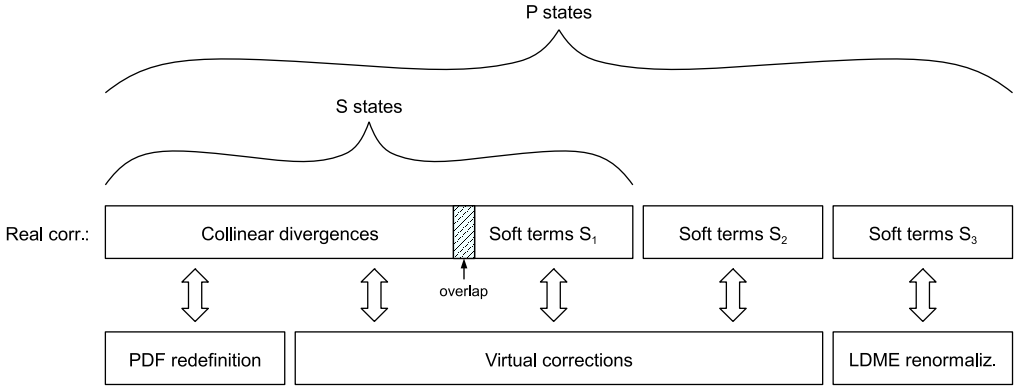 P states
S states
Real corr.: Collinear divergences Soft terms S₁ Soft terms S₂ Soft terms S₃
overlap
PDF redefinition Virtual corrections LDME renormaliz.